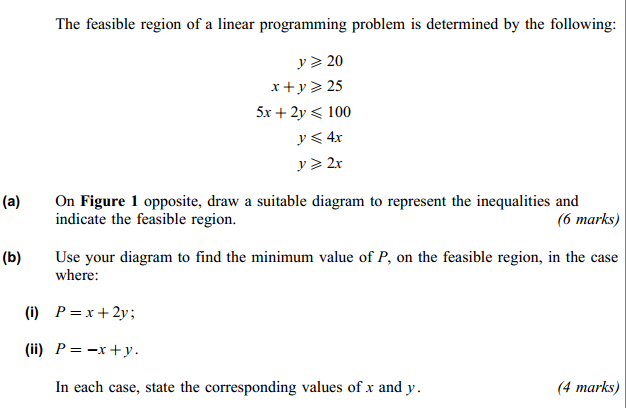 The feasible region of a linear programming problem is determined by the following:
y ⩾ 20
x + y ⩾ 25
5x + 2y ⩽ 100
y ⩽ 4x
y ⩾ 2x
(a) On Figure 1 opposite, draw a suitable diagram to represent the inequalities and
indicate the feasible region. (6 marks)
(b) Use your diagram to find the minimum value of P, on the feasible region, in the case
where:
(i) P = x + 2y;
(ii) P = −x + y.
In each case, state the corresponding values of x and y. (4 marks)